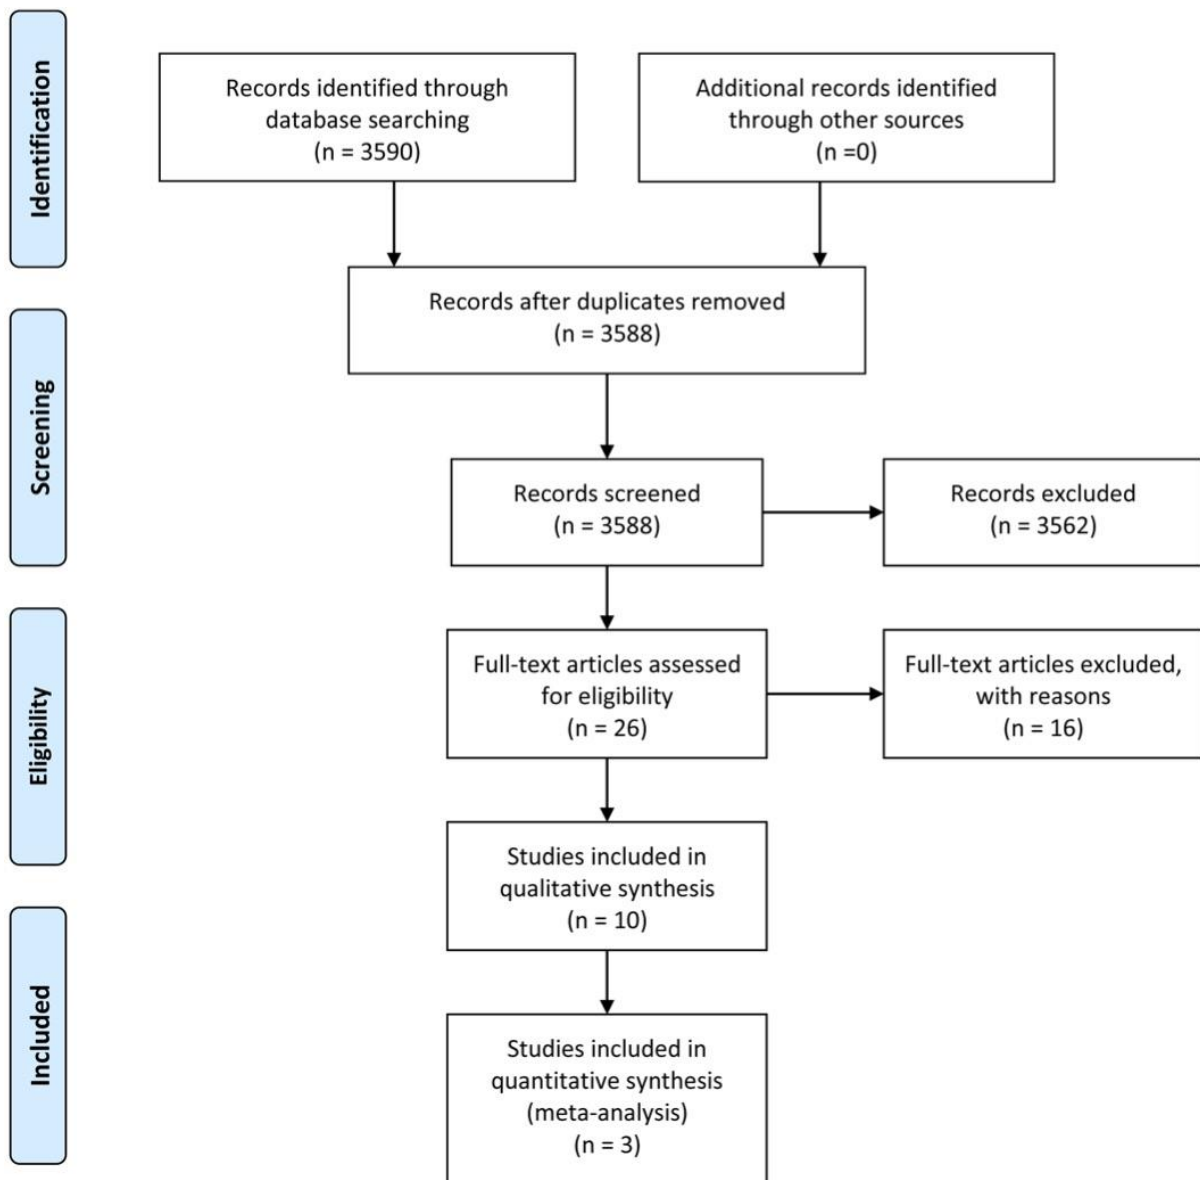 Identification
Records identified through
database searching
(n = 3590)
Additional records identified
through other sources
(n =0)
Records after duplicates removed
(n = 3588)
Screening
Records screened
(n = 3588)
Records excluded
(n = 3562)
Eligibility
Full-text articles assessed
for eligibility
(n = 26)
Full-text articles excluded,
with reasons
(n = 16)
Studies included in
qualitative synthesis
(n = 10)
Included
Studies included in
quantitative synthesis
(meta-analysis)
(n = 3)